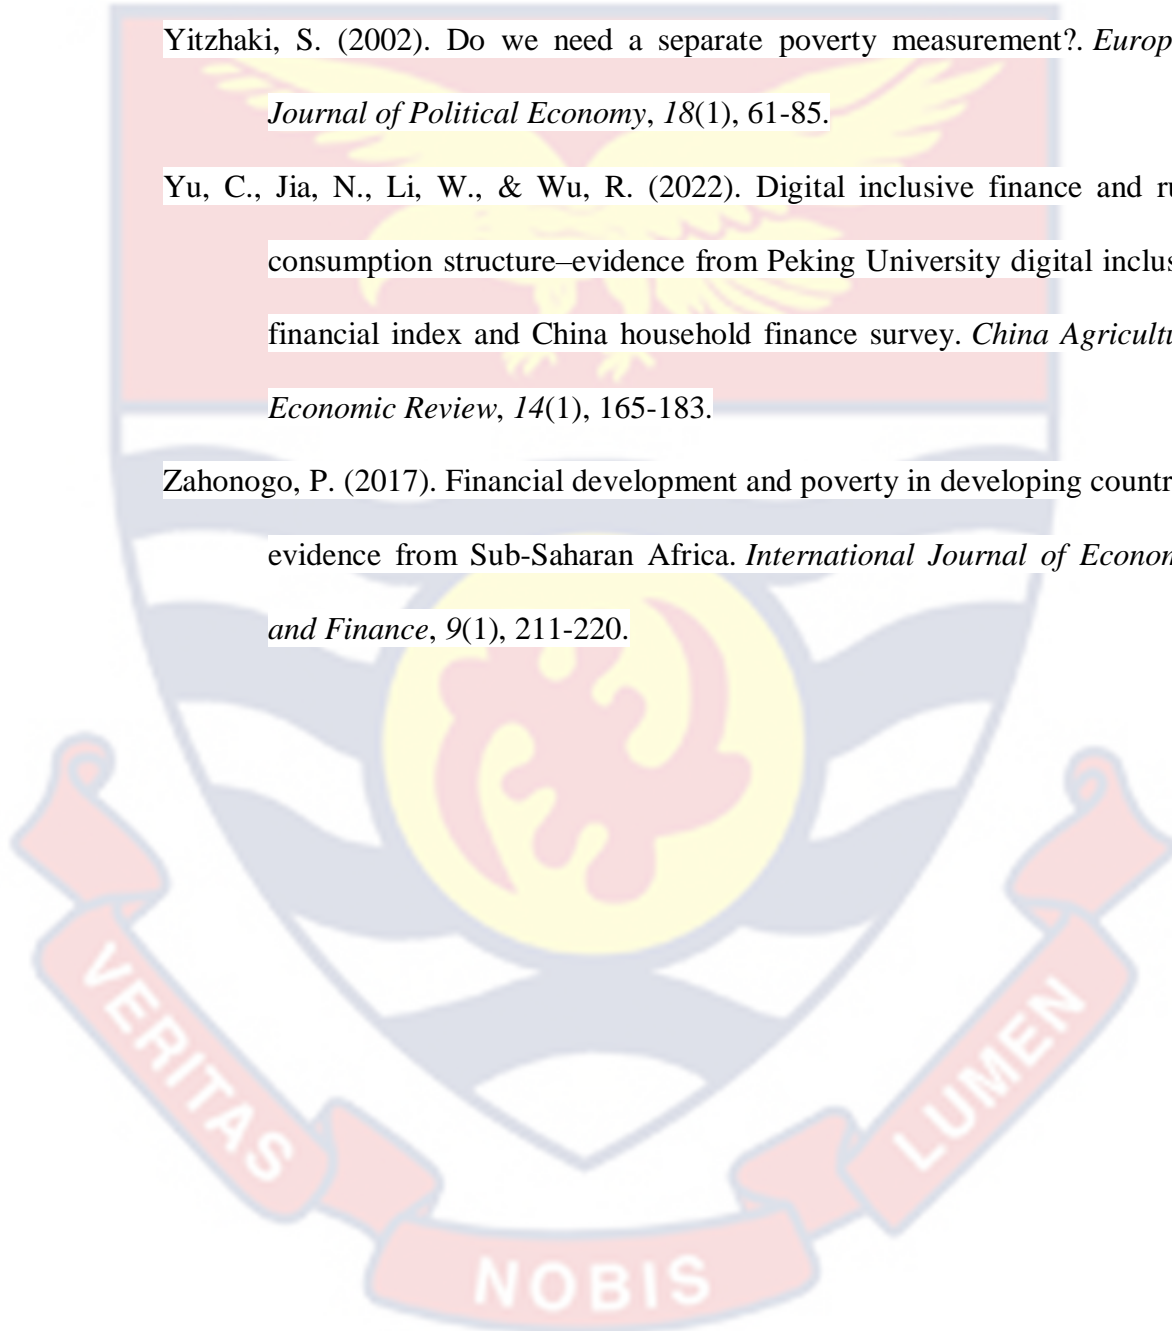 Yitzhaki, S. (2002). Do we need a separate poverty measurement?. Europ
Journal of Political Economy, 18(1), 61-85.
Yu, C., Jia, N., Li, W., & Wu, R. (2022). Digital inclusive finance and ru
consumption structure–evidence from Peking University digital inclus
financial index and China household finance survey. China Agricultu
Economic Review, 14(1), 165-183.
Zahonogo, P. (2017). Financial development and poverty in developing countr
evidence from Sub-Saharan Africa. International Journal of Econom
and Finance, 9(1), 211-220.
VERITAS
NOBIS
LUMEN